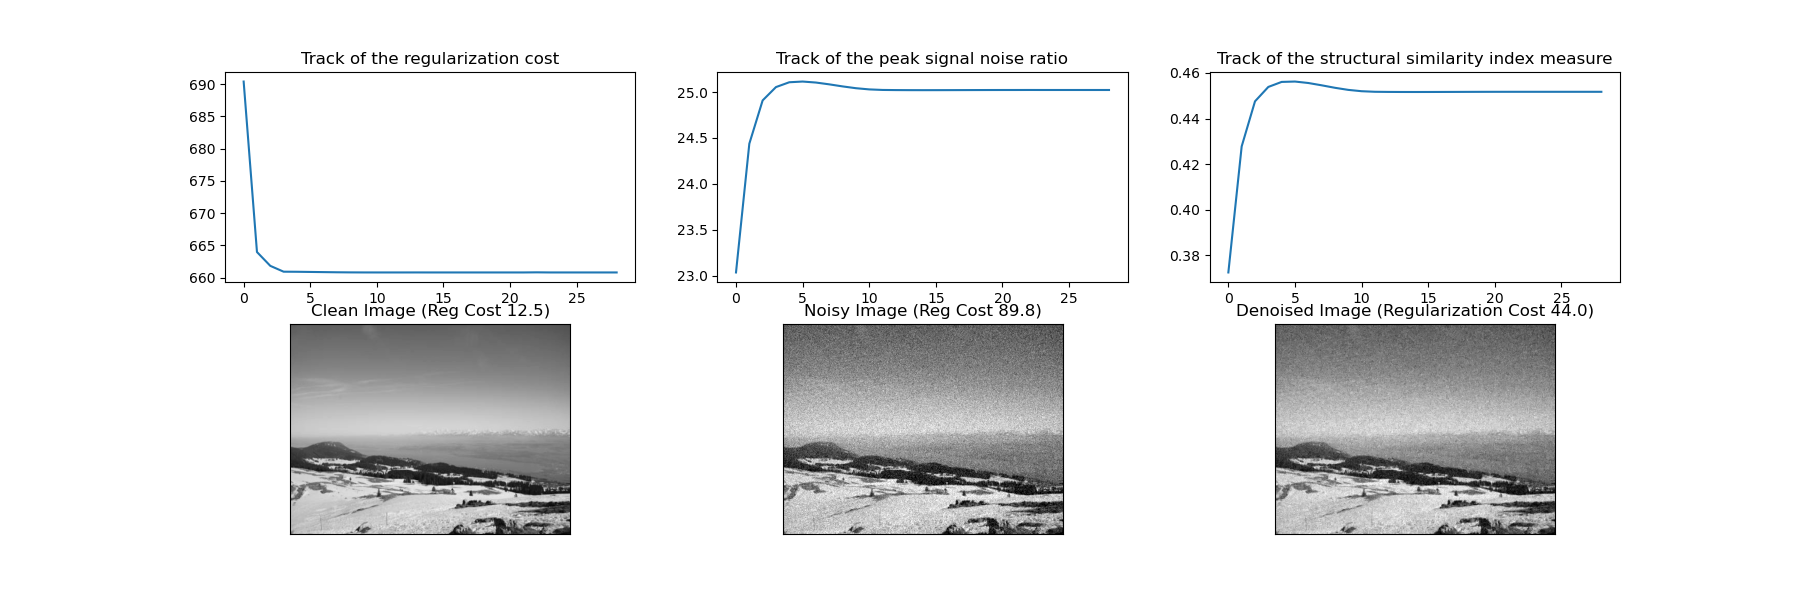 Track of the regularization cost
690
685
680
675
670
665
660
0 5 10 15 20 25
Track of the peak signal noise ratio
25.0
24.5
24.0
23.5
23.0
0 5 10 15 20 25
Track of the structural similarity index measure
0.46
0.44
0.42
0.40
0.38
0 5 10 15 20 25
Clean Image (Reg Cost 12.5)
Noisy Image (Reg Cost 89.8)
Denoised Image (Regularization Cost 44.0)